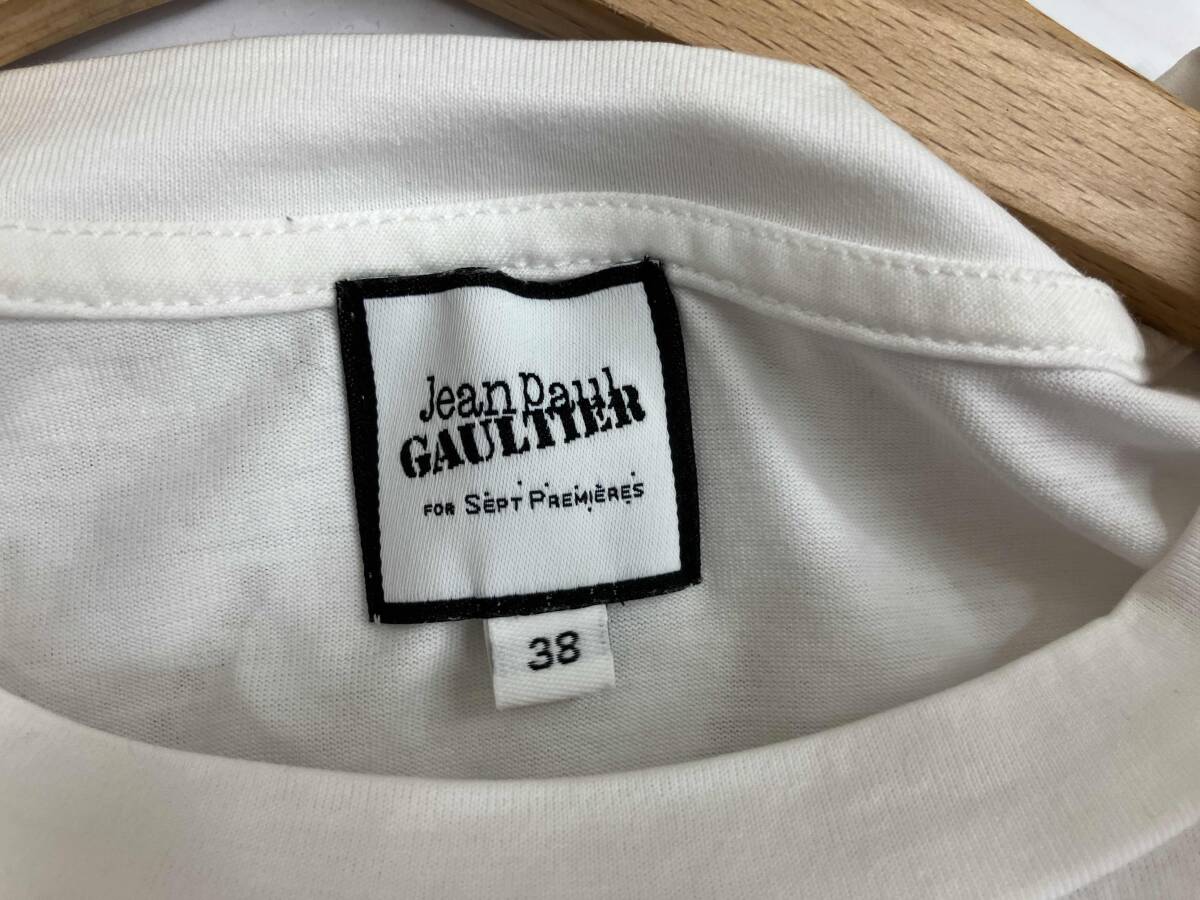 Jean Paul
GAULTIER
FOR SEPT PREMIÈRES
38